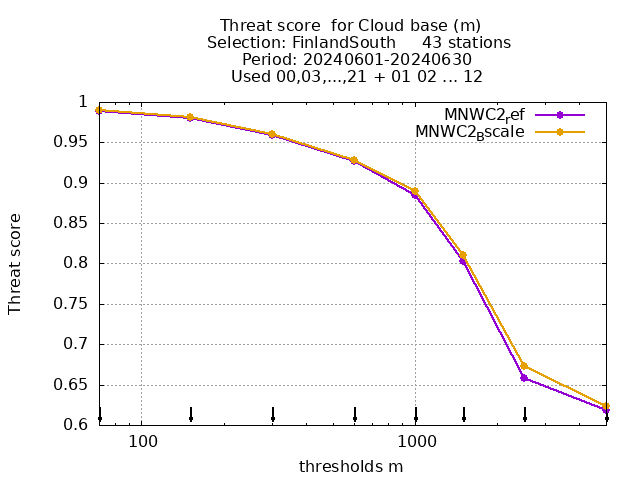 Threat score  for Cloud base (m)
Selection: FinlandSouth     43 stations
Period: 20240601-20240630
Used 00,03,...,21 + 01 02 ... 12
MNWC2ref
MNWC2Bscale
1
0.95
0.9
0.85
0.8
0.75
0.7
0.65
0.6
Threat score
100
1000
thresholds m